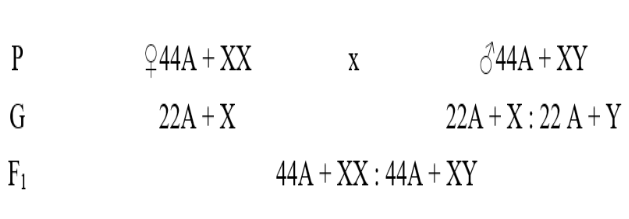 P ♀44A + XX x ♂44A + XY
G 22A + X 22A + X : 22 A + Y
F₁ 44A + XX : 44A + XY